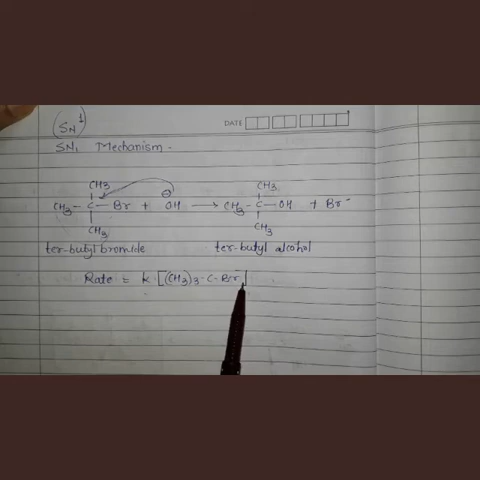 SN1
DATE
SN1 Mechanism -
CH3 CH3
CH3 - C - Br + OH⊖ → CH3 - C - OH + Br-
CH3 CH3
ter-butyl bromide ter-butyl alcohol
Rate = k [(CH3)3-C-Br]